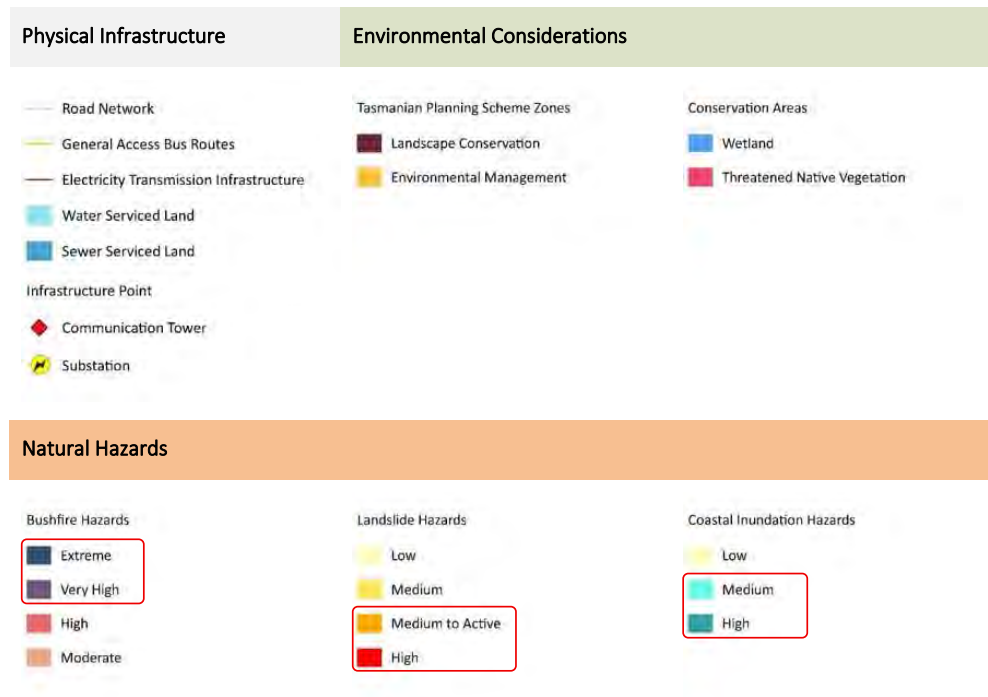 Physical Infrastructure
Environmental Considerations
Road Network
General Access Bus Routes
Electricity Transmission Infrastructure
Water Serviced Land
Sewer Serviced Land
Infrastructure Point
Communication Tower
Substation
Tasmanian Planning Scheme Zones
Landscape Conservation
Environmental Management
Conservation Areas
Wetland
Threatened Native Vegetation
Natural Hazards
Bushfire Hazards
Extreme
Very High
High
Moderate
Landslide Hazards
Low
Medium
Medium to Active
High
Coastal Inundation Hazards
Low
Medium
High